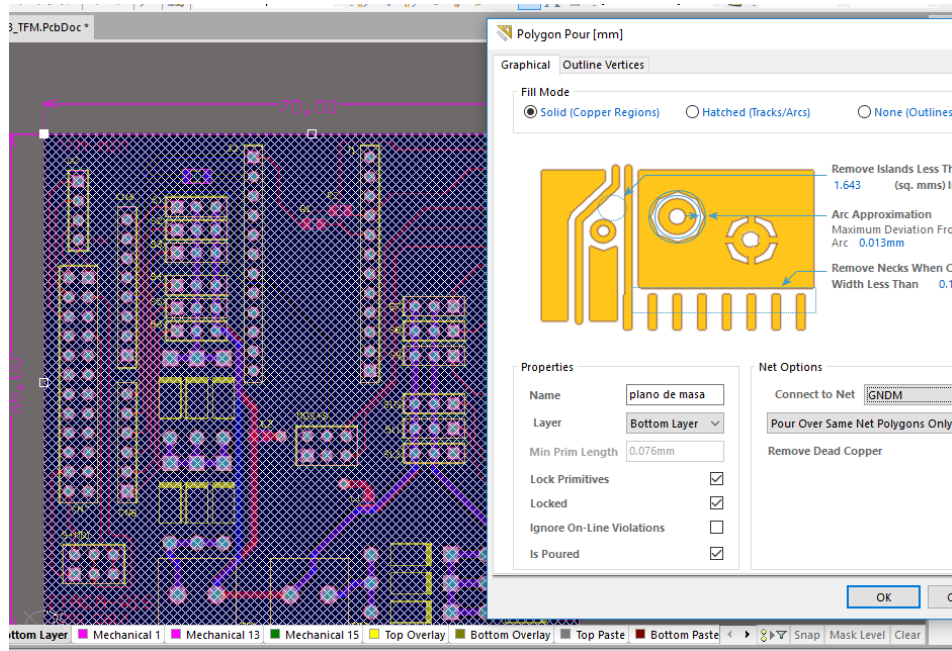 3_TFM.PcbDoc *
Polygon Pour [mm]
Graphical Outline Vertices
Fill Mode
Solid (Copper Regions) Hatched (Tracks/Arcs) None (Outlines
Remove Islands Less Th
1.643 (sq. mms) I
Arc Approximation
Maximum Deviation Fro
Arc 0.013mm
Remove Necks When C
Width Less Than 0.1
70,00
Properties
Name plano de masa
Layer Bottom Layer
Min Prim Length 0.076mm
Lock Primitives
Locked
Ignore On-Line Violations
Is Poured
Net Options
Connect to Net GNDM
Pour Over Same Net Polygons Only
Remove Dead Copper
OK C
ottom Layer Mechanical 1 Mechanical 13 Mechanical 15 Top Overlay Bottom Overlay Top Paste Bottom Paste Snap Mask Level Clear